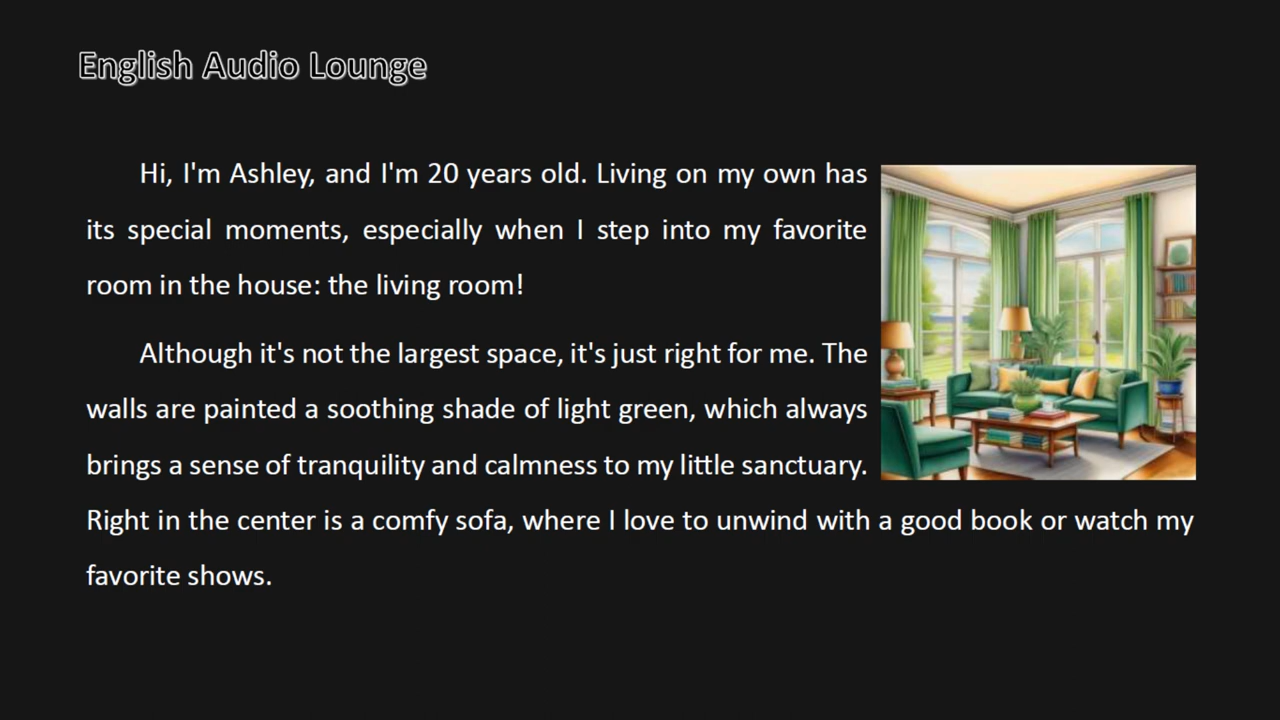 English Audio Lounge
Hi, I'm Ashley, and I'm 20 years old. Living on my own has
its special moments, especially when I step into my favorite
room in the house: the living room!
Although it's not the largest space, it's just right for me. The
walls are painted a soothing shade of light green, which always
brings a sense of tranquility and calmness to my little sanctuary.
Right in the center is a comfy sofa, where I love to unwind with a good book or watch my
favorite shows.